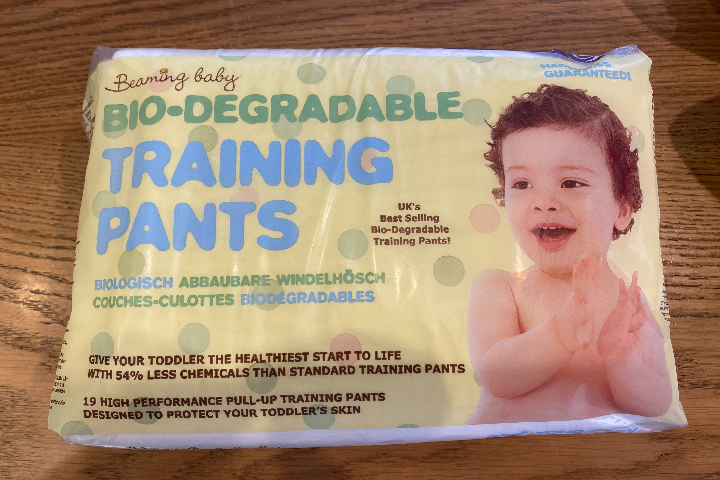 Beaming baby
BIO-DEGRADABLE
TRAINING
PANTS
GUARANTEED!
UK's
Best Selling
Bio-Degradable
Training Pants!
BIOLOGISCH ABBAUBARE WINDELHÖSCH
COUCHES-CULOTTES BIODÉGRADABLES
GIVE YOUR TODDLER THE HEALTHIEST START TO LIFE
WITH 54% LESS CHEMICALS THAN STANDARD TRAINING PANTS
19 HIGH PERFORMANCE PULL-UP TRAINING PANTS
DESIGNED TO PROTECT YOUR TODDLER'S SKIN